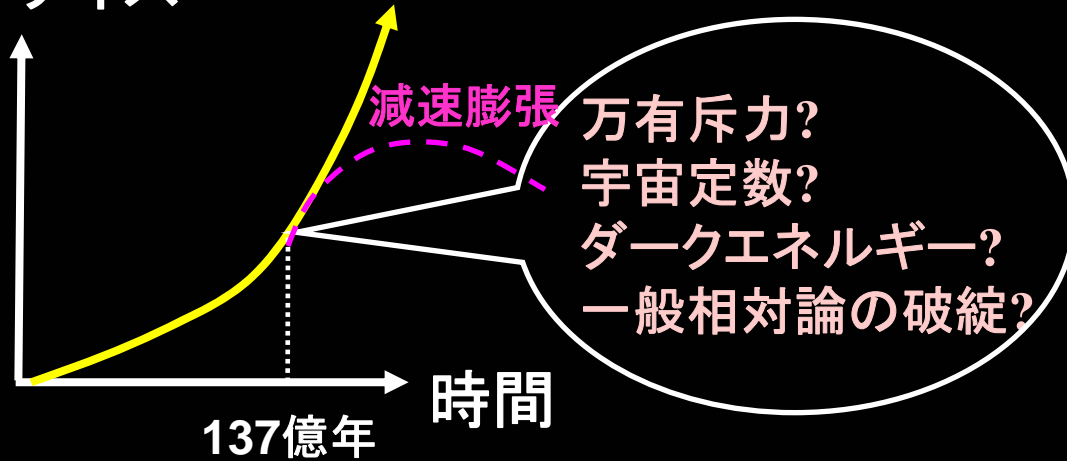 減速膨張
万有斥力?
宇宙定数?
ダークエネルギー?
一般相対論の破綻?
時間
137億年